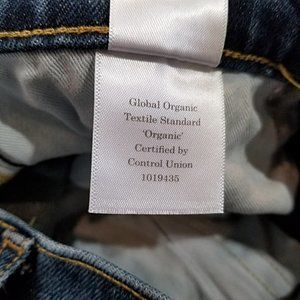 Global Organic
Textile Standard
'Organic'
Certified by
Control Union
1019435